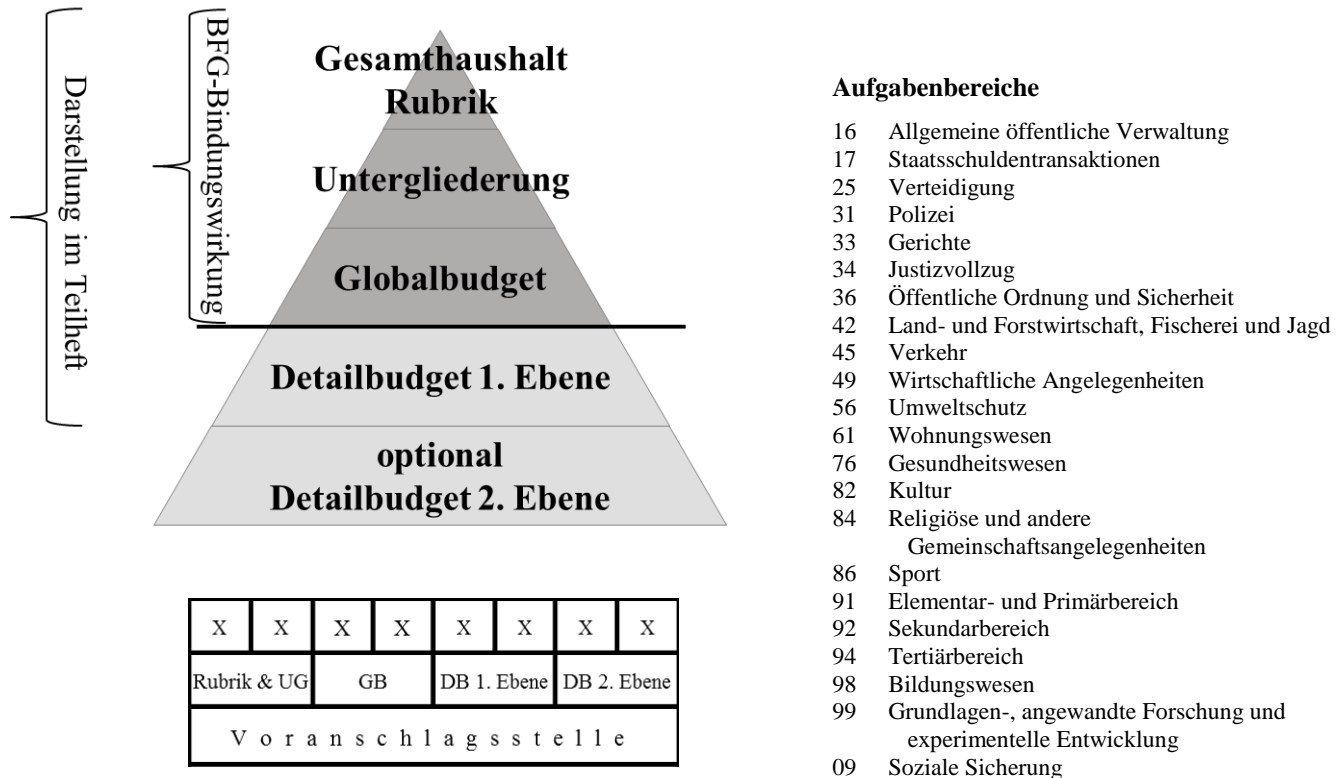 Darstellung im Teilheft
BFG-Bindungswirkung
Gesamthaushalt
Rubrik
Untergliederung
Globalbudget
Detailbudget 1. Ebene
optional
Detailbudget 2. Ebene
X X X X X X X X
Rubrik & UG GB DB 1. Ebene DB 2. Ebene
Voranschlagsstelle
Aufgabenbereiche
16 Allgemeine öffentliche Verwaltung
17 Staatsschuldentransaktionen
25 Verteidigung
31 Polizei
33 Gerichte
34 Justizvollzug
36 Öffentliche Ordnung und Sicherheit
42 Land- und Forstwirtschaft, Fischerei und Jagd
45 Verkehr
49 Wirtschaftliche Angelegenheiten
56 Umweltschutz
61 Wohnungswesen
76 Gesundheitswesen
82 Kultur
84 Religiöse und andere
Gemeinschaftsangelegenheiten
86 Sport
91 Elementar- und Primärbereich
92 Sekundarbereich
94 Tertiärbereich
98 Bildungswesen
99 Grundlagen-, angewandte Forschung und
experimentelle Entwicklung
09 Soziale Sicherung